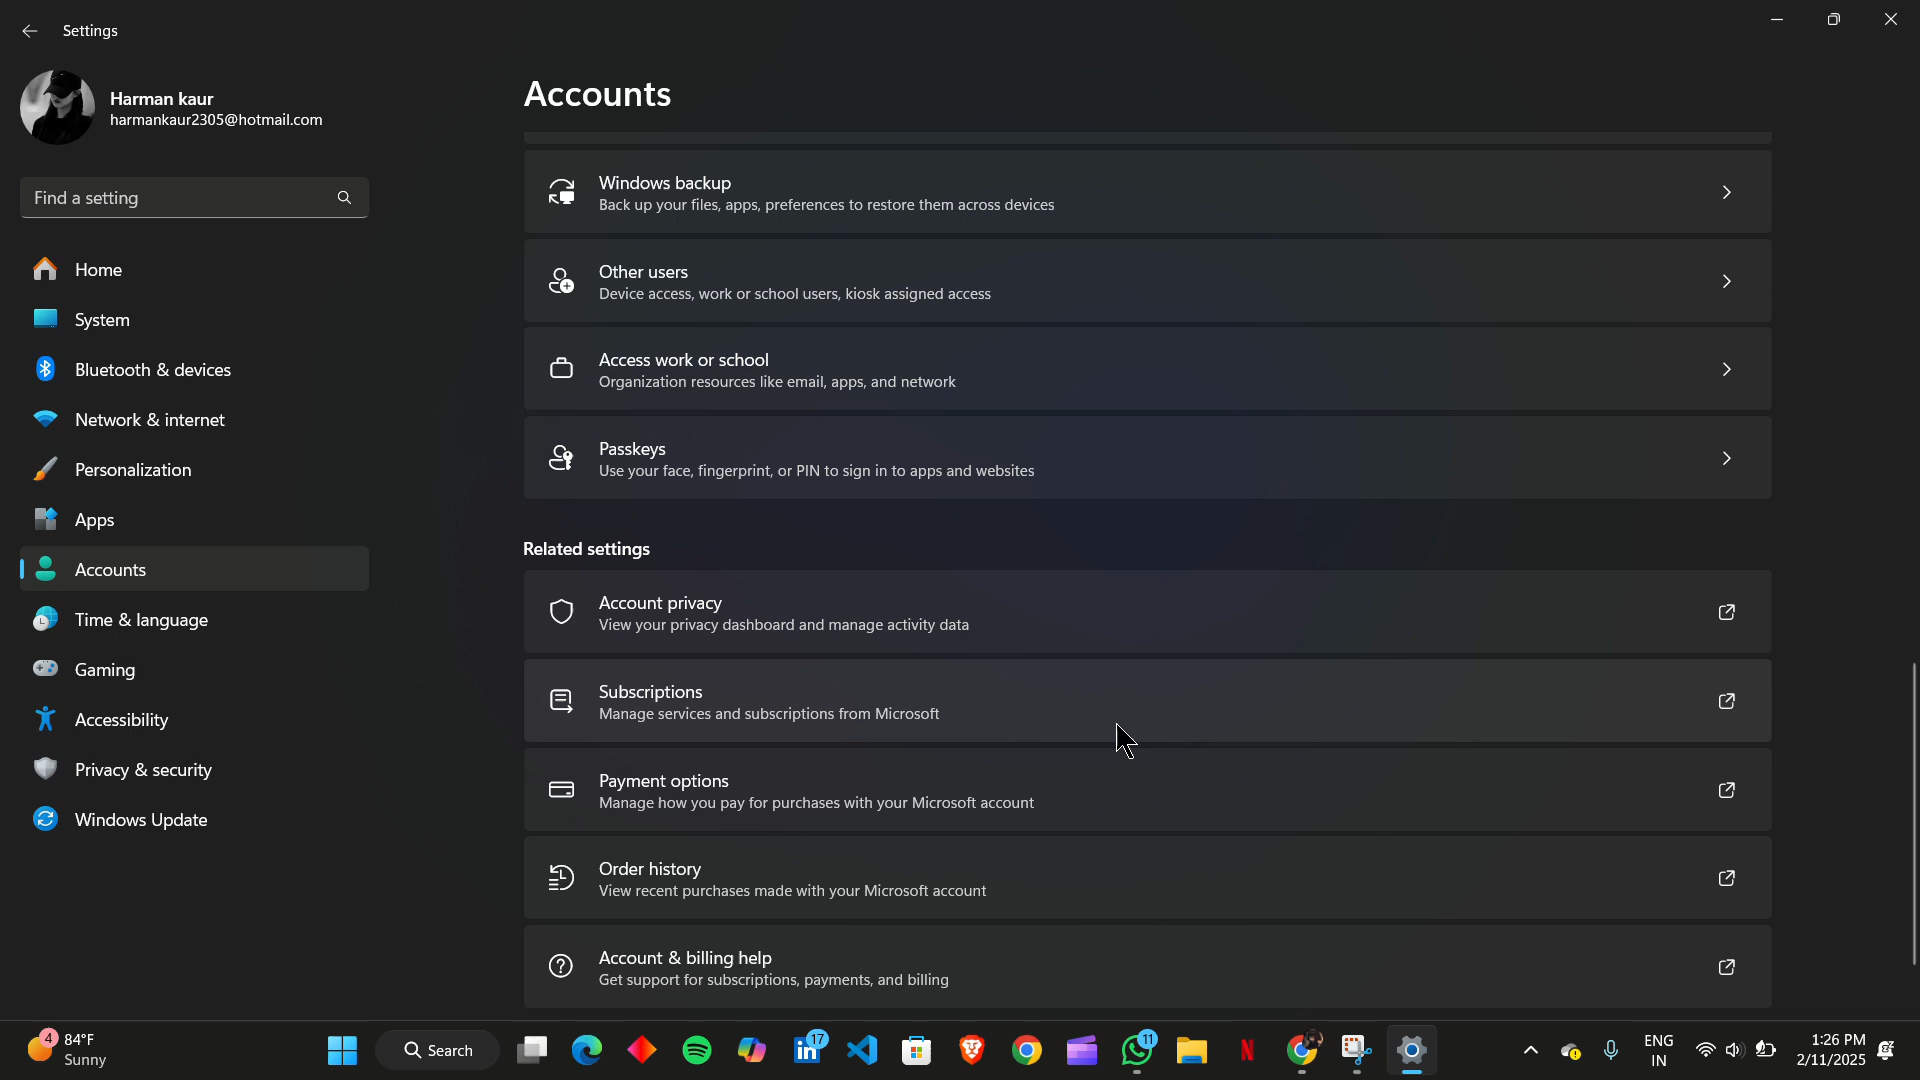 Settings
Harman kaur
harmankaur2305@hotmail.com
Find a setting
Home
System
Bluetooth & devices
Network & internet
Personalization
Apps
Accounts
Time & language
Gaming
Accessibility
Privacy & security
Windows Update
Accounts
Windows backup
Back up your files, apps, preferences to restore them across devices
Other users
Device access, work or school users, kiosk assigned access
Access work or school
Organization resources like email, apps, and network
Passkeys
Use your face, fingerprint, or PIN to sign in to apps and websites
Related settings
Account privacy
View your privacy dashboard and manage activity data
Subscriptions
Manage services and subscriptions from Microsoft
Payment options
Manage how you pay for purchases with your Microsoft account
Order history
View recent purchases made with your Microsoft account
Account & billing help
Get support for subscriptions, payments, and billing
4
84°F
Sunny
Search
17
11
ENG
IN
1:26 PM
2/11/2025